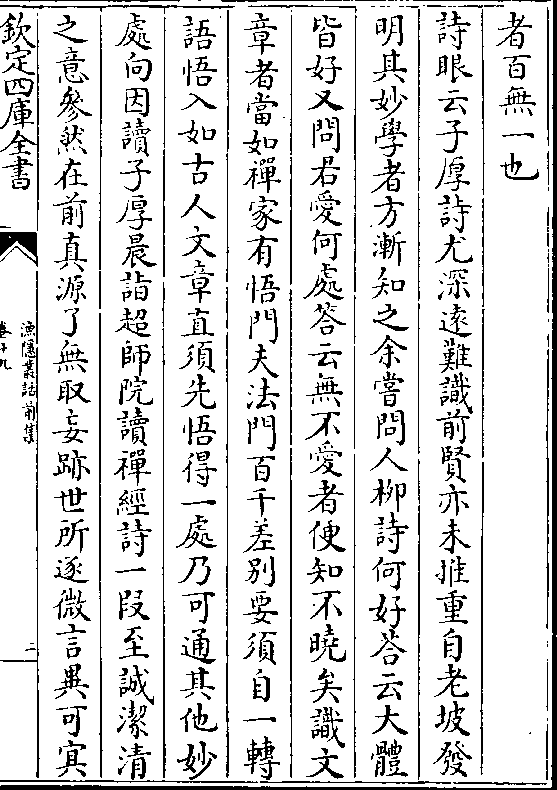 者百無一也
詩眼云子厚詩尤深逺難識前賢亦未推重自老坡發
明其妙學者方漸知之余嘗問人栁詩何好答云大體
皆好又問君愛何處答云無不愛者便知不曉矣識文
章者當如禪家有悟門夫法門百千差别要須自一轉
語悟入如古人文章直須先悟得一處乃可通其他妙
處向因讀子厚晨詣超師院讀禪經詩一段至誠潔清
之意參然在前真源了無取妄跡世所逐微言兾可㝠
欽定四庫全書
漁隱叢話前集
卷十九
二